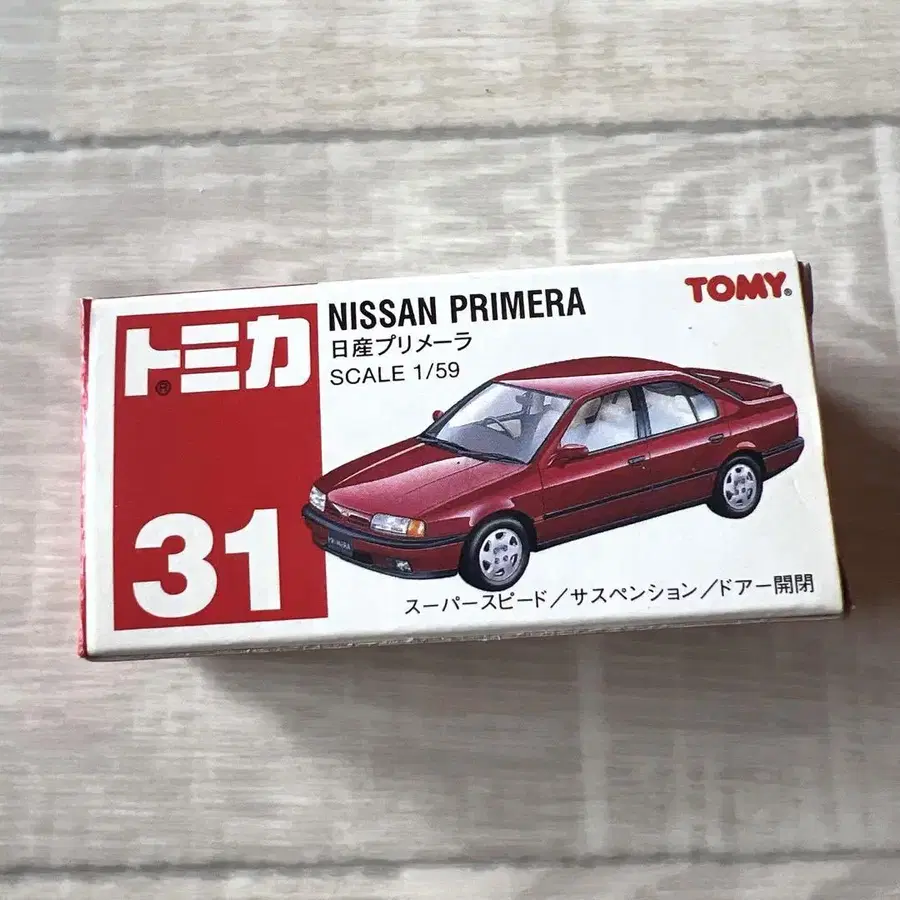 トミカ®
31
NISSAN PRIMERA
日産プリメーラ
SCALE 1/59
TOMY®
PRIMERA
スーパースピード/サスペンション/ドアー開閉